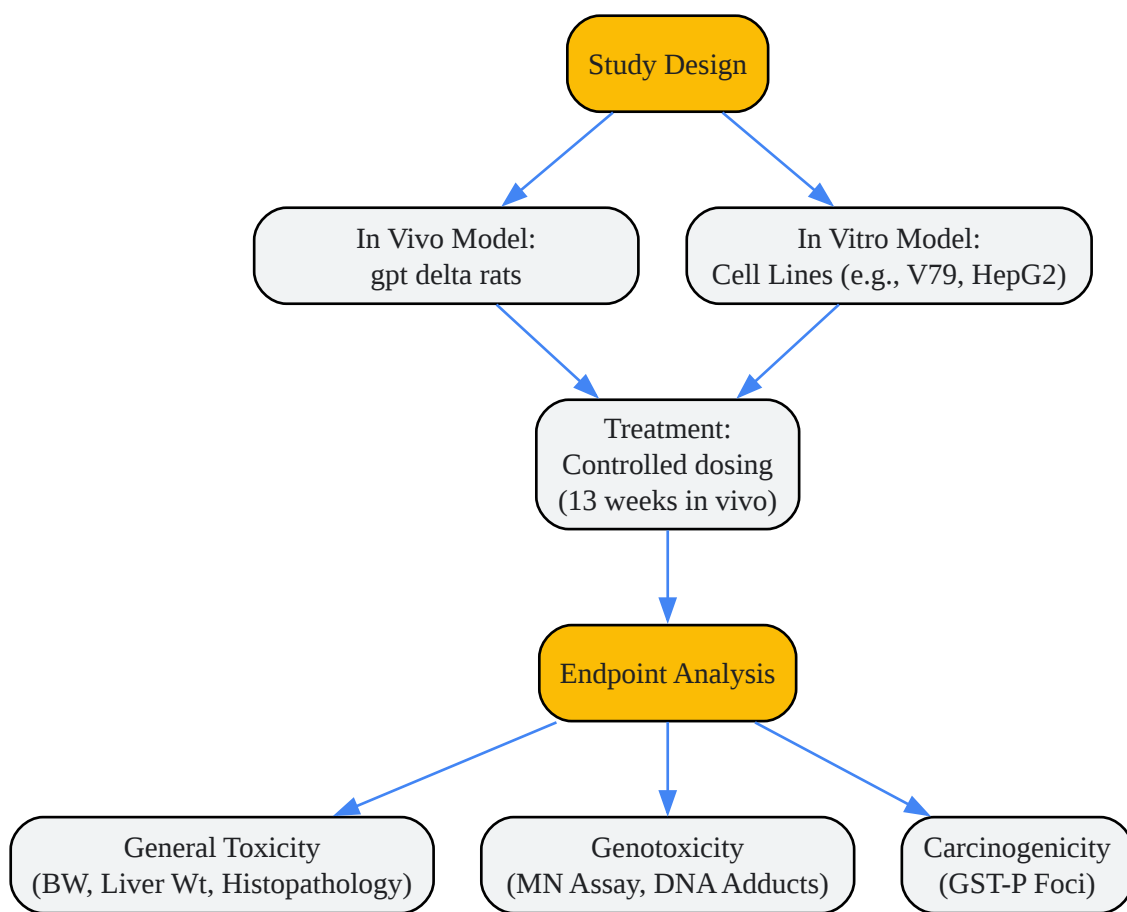 Study Design
In Vivo Model:
gpt delta rats
In Vitro Model:
Cell Lines (e.g., V79, HepG2)
Treatment:
Controlled dosing
(13 weeks in vivo)
Endpoint Analysis
General Toxicity
(BW, Liver Wt, Histopathology)
Genotoxicity
(MN Assay, DNA Adducts)
Carcinogenicity
(GST-P Foci)